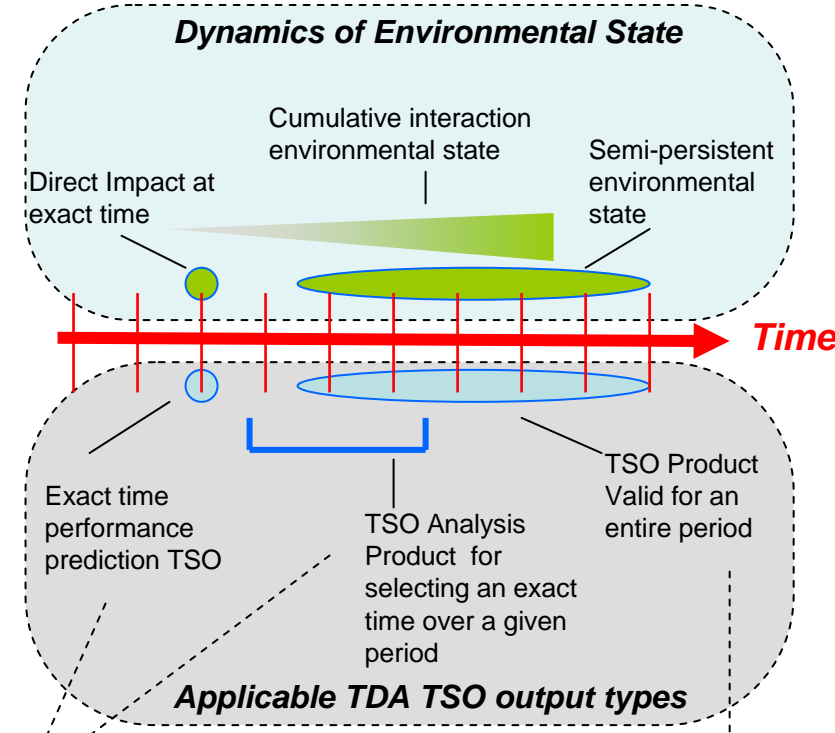 Dynamics of Environmental State
Cumulative interaction
environmental state
Semi-persistent
environmental
state
Direct Impact at
exact time
Time
Exact time
performance
prediction TSO
TSO Analysis
Product for
selecting an exact
time over a given
period
TSO Product
Valid for an
entire period
Applicable TDA TSO output types